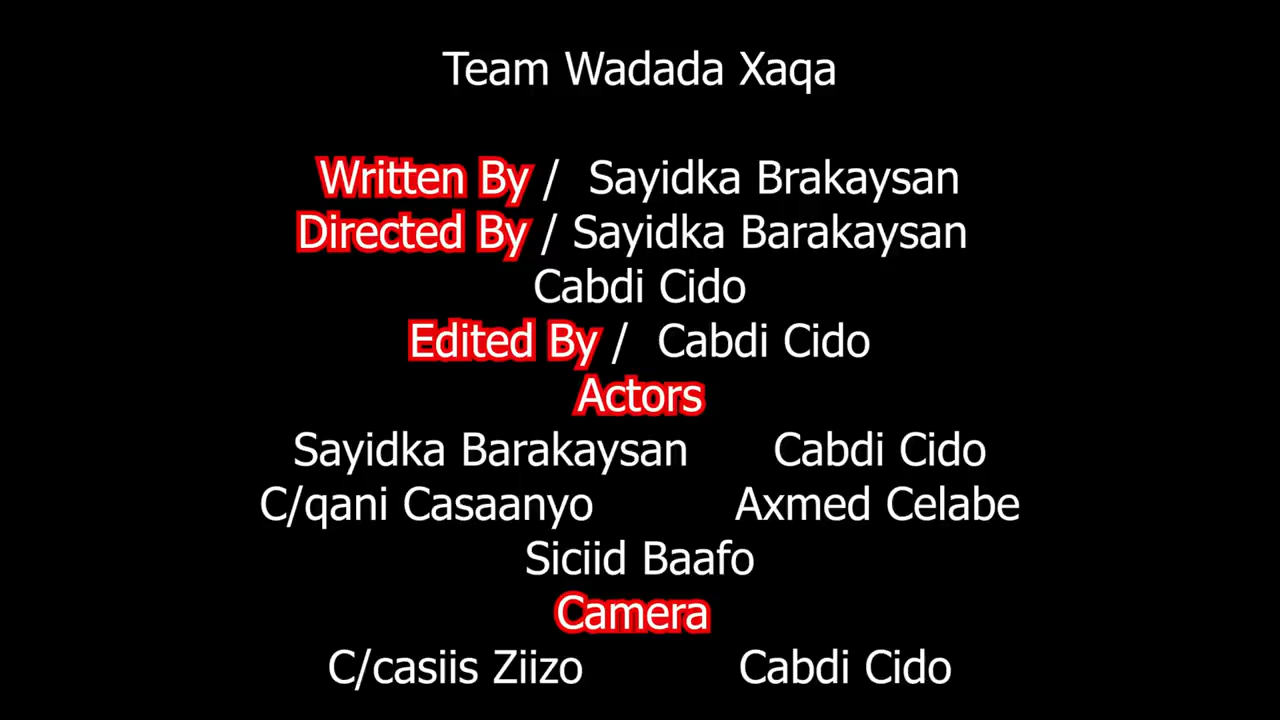 Team Wadada Xaqa
Written By / Sayidka Brakaysan
Directed By / Sayidka Barakaysan
Cabdi Cido
Edited By / Cabdi Cido
Actors
Sayidka Barakaysan Cabdi Cido
C/qani Casaanyo Axmed Celabe
Siciid Baafo
Camera
C/casiis Ziizo Cabdi Cido